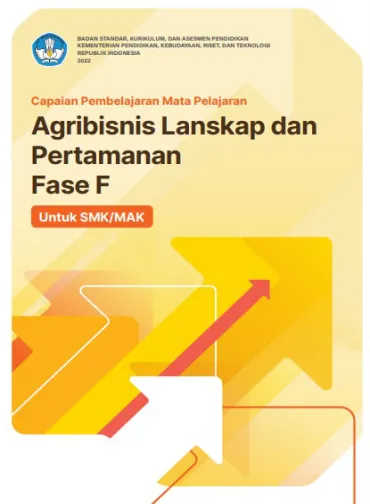 BADAN STANDAR, KURIKULUM, DAN ASESMEN PENDIDIKAN
KEMENTERIAN PENIDIKAN, KEBUDAYAAN, RISET, DAN TEKNOLOGI
REPUBLIK INDONESIA
2022
Capaian Pembelajaran Mata Pelajaran
Agribisnis Lanskap dan
Pertamanan
Fase F
Untuk SMK/MAK